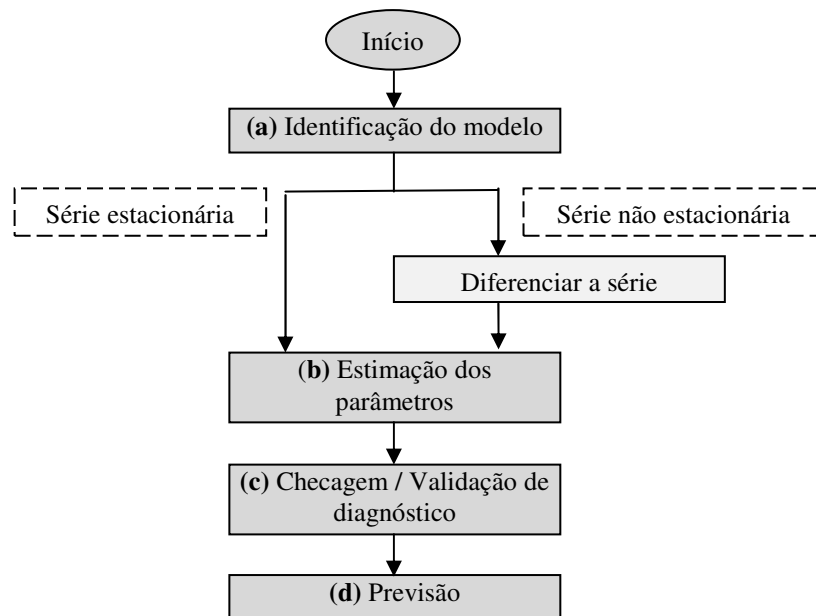 Início
(a) Identificação do modelo
Série estacionária
Série não estacionária
Diferenciar a série
(b) Estimação dos
parâmetros
(c) Checagem / Validação de
diagnóstico
(d) Previsão